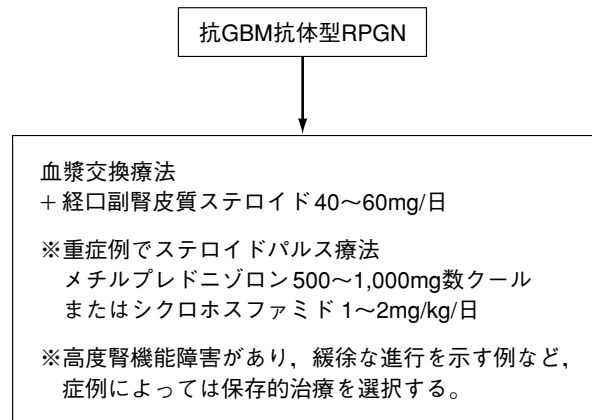 抗GBM抗体型RPGN
血漿交換療法
＋経口副腎皮質ステロイド40〜60mg/日
※重症例でステロイドパルス療法
メチルプレドニゾロン500〜1,000mg数クール
またはシクロホスファミド1〜2mg/kg/日
※高度腎機能障害があり，緩徐な進行を示す例など，
症例によっては保存的治療を選択する。